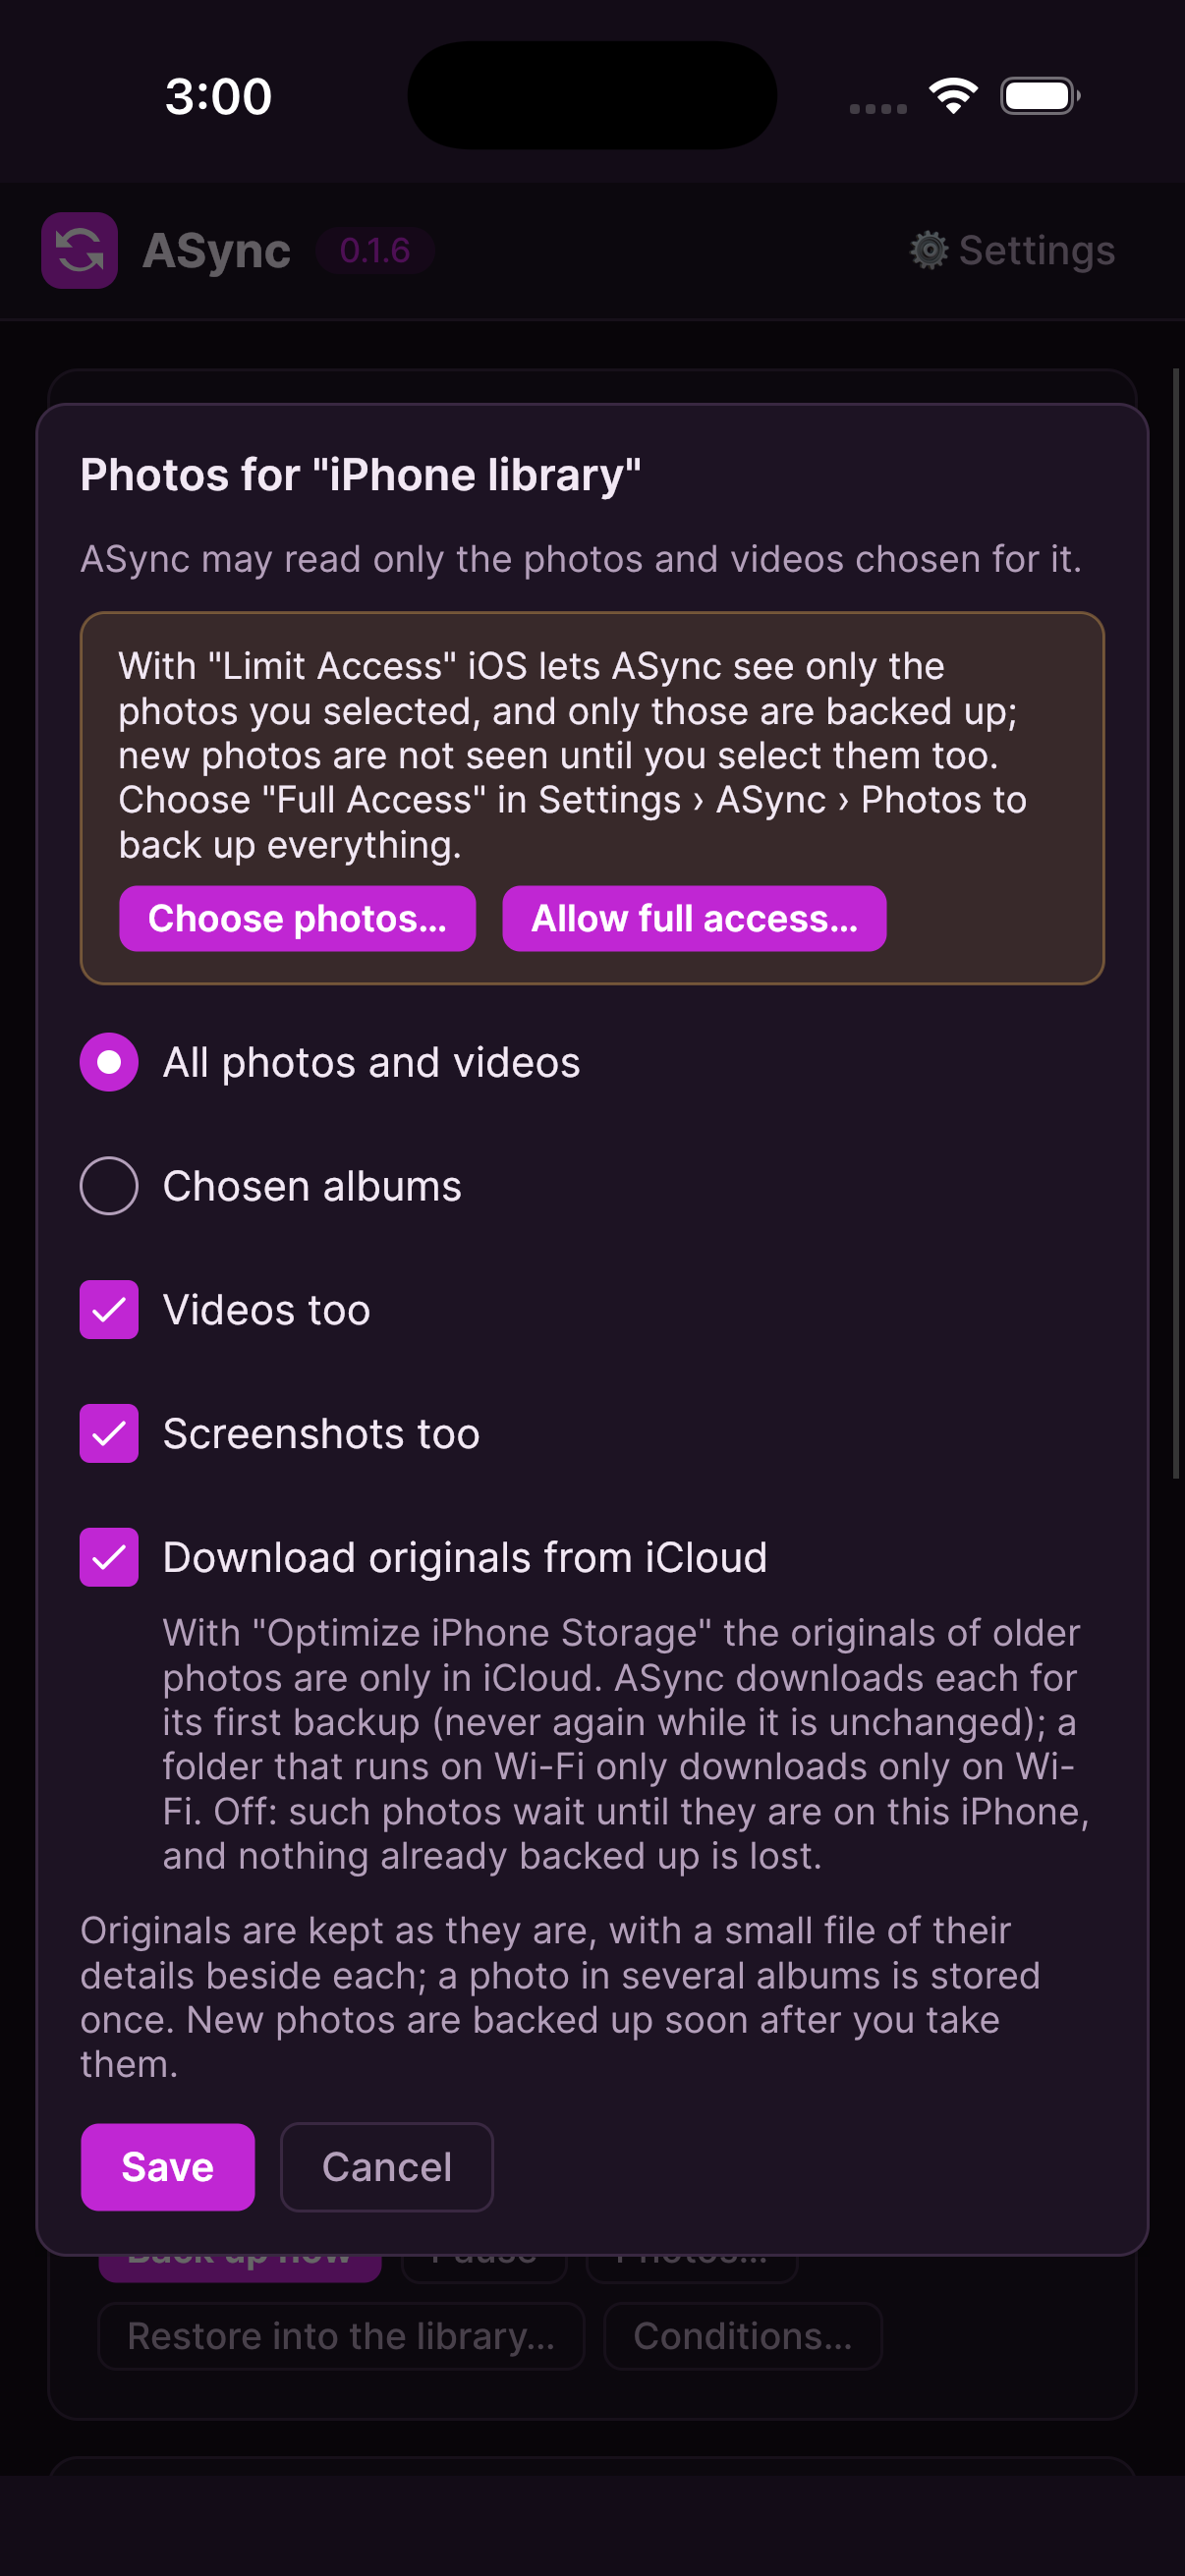 3:00
ASync 0.1.6 Settings
Photos for "iPhone library"
ASync may read only the photos and videos chosen for it.
With "Limit Access" iOS lets ASync see only the
photos you selected, and only those are backed up;
new photos are not seen until you select them too.
Choose "Full Access" in Settings › ASync › Photos to
back up everything.
Choose photos... Allow full access...
All photos and videos
Chosen albums
Videos too
Screenshots too
Download originals from iCloud
With "Optimize iPhone Storage" the originals of older
photos are only in iCloud. ASync downloads each for
its first backup (never again while it is unchanged); a
folder that runs on Wi-Fi only downloads only on Wi-
Fi. Off: such photos wait until they are on this iPhone,
and nothing already backed up is lost.
Originals are kept as they are, with a small file of their
details beside each; a photo in several albums is stored
once. New photos are backed up soon after you take
them.
Save Cancel
Back up now Pause Photos...
Restore into the library... Conditions...